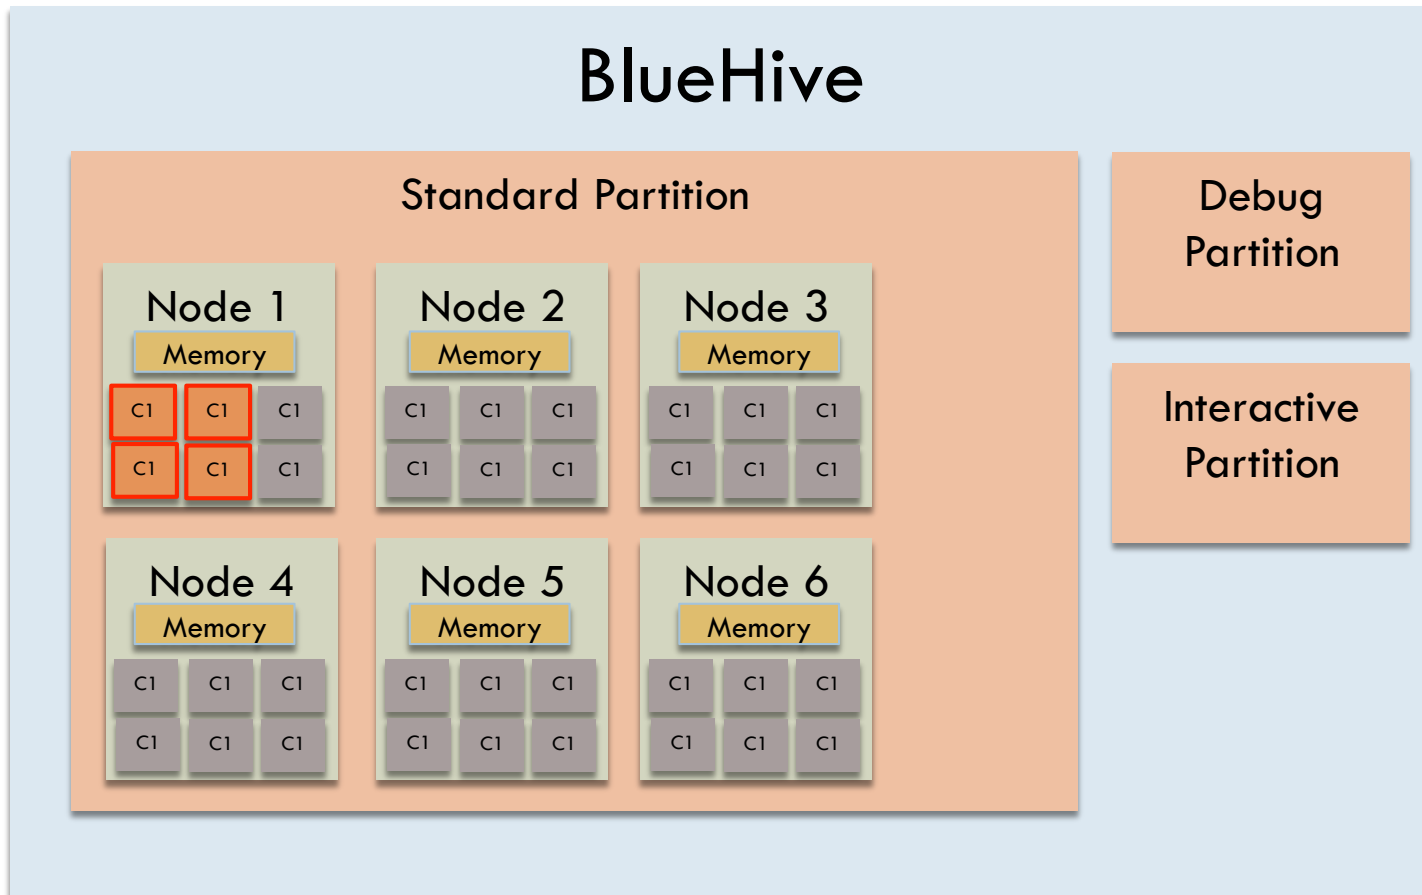 BlueHive
Standard Partition
Debug
Partition
Interactive
Partition
Node 1
Memory
C1 C1 C1
C1 C1 C1
Node 2
Memory
C1 C1 C1
C1 C1 C1
Node 3
Memory
C1 C1 C1
C1 C1 C1
Node 4
Memory
C1 C1 C1
C1 C1 C1
Node 5
Memory
C1 C1 C1
C1 C1 C1
Node 6
Memory
C1 C1 C1
C1 C1 C1